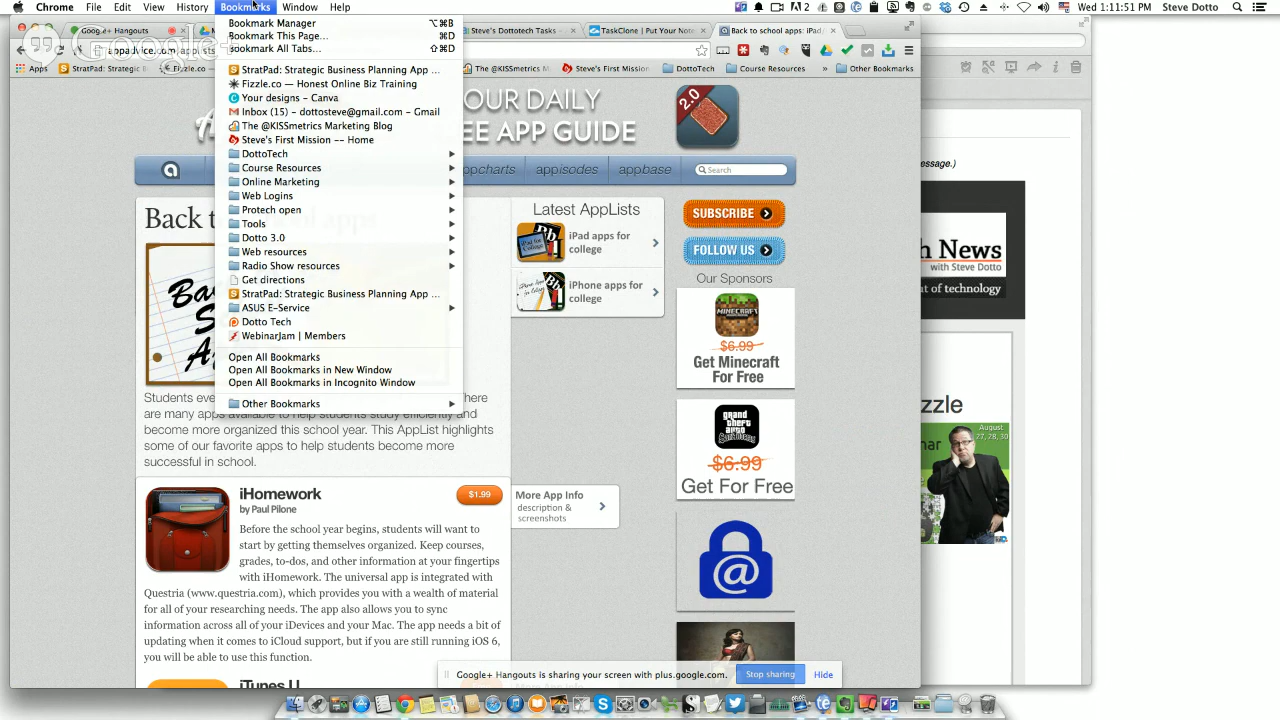 Chrome File Edit View History Bookmarks Window Help
2 Wed 1:11:51 PM Steve Dotto
Google+ Hangouts
Steve's Dottotech Tasks -
TaskClone | Put Your Note
Back to school apps: iPad/
Apps
StratPad: Strategic B
Fizzle.co
The @KISSmetrics M
Steve's First Mission
DottoTech
Course Resources
»
Other Bookmarks
Bookmark Manager ⌥⌘B
Bookmark This Page... ⌘D
Bookmark All Tabs... ⇧⌘D
StratPad: Strategic Business Planning App ...
Fizzle.co — Honest Online Biz Training
Your designs – Canva
Inbox (15) – dottosteve@gmail.com – Gmail
The @KISSmetrics Marketing Blog
Steve's First Mission -- Home
DottoTech
Course Resources
Online Marketing
Web Logins
Protech open
Tools
Dotto 3.0
Web resources
Radio Show resources
Get directions
StratPad: Strategic Business Planning App ...
ASUS E-Service
Dotto Tech
WebinarJam | Members
Open All Bookmarks
Open All Bookmarks in New Window
Open All Bookmarks in Incognito Window
Other Bookmarks
OUR DAILY
EE APP GUIDE
2.0
appcharts appisodes appbase Search
Back t
Latest AppLists
iPad apps for
college
iPhone apps for
college
SUBSCRIBE
FOLLOW US
Our Sponsors
$6.99
Get Minecraft
For Free
$6.99
Get For Free
Students eve
here
are many apps available to help students study efficiently and
become more organized this school year. This AppList highlights
some of our favorite apps to help students become more
successful in school.
iHomework $1.99
by Paul Pilone
Before the school year begins, students will want to
start by getting themselves organized. Keep courses,
grades, to-dos, and other information at your fingertips
with iHomework. The universal app is integrated with
Questria (www.questria.com), which provides you with a wealth of material
for all of your researching needs. The app also allows you to sync
information across all of your iDevices and your Mac. The app needs a bit of
updating when it comes to iCloud support, but if you are still running iOS 6,
you will be able to use this function.
More App Info
description &
screenshots
iTunes U
essage.)
h News
with Steve Dotto
nt of technology
zzle
nar
August
27, 28, 30
Google+ Hangouts is sharing your screen with plus.google.com. Stop sharing Hide